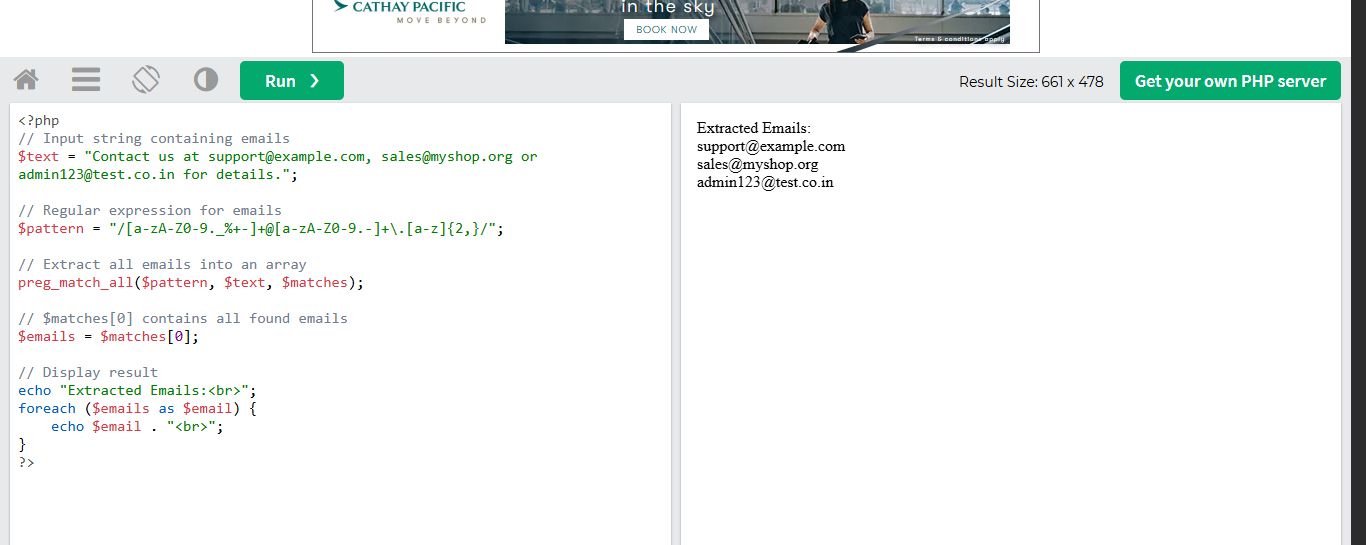 CATHAY PACIFIC
MOVE BEYOND
in the sky
BOOK NOW
Terms & conditions apply
Run ❯
Result Size: 661 x 478
Get your own PHP server
<?php
// Input string containing emails
$text = "Contact us at support@example.com, sales@myshop.org or
admin123@test.co.in for details.";
// Regular expression for emails
$pattern = "/[a-zA-Z0-9._%+-]+@[a-zA-Z0-9.-]+\.[a-z]{2,}/";
// Extract all emails into an array
preg_match_all($pattern, $text, $matches);
// $matches[0] contains all found emails
$emails = $matches[0];
// Display result
echo "Extracted Emails:<br>";
foreach ($emails as $email) {
    echo $email . "<br>";
}
?>
Extracted Emails:
support@example.com
sales@myshop.org
admin123@test.co.in